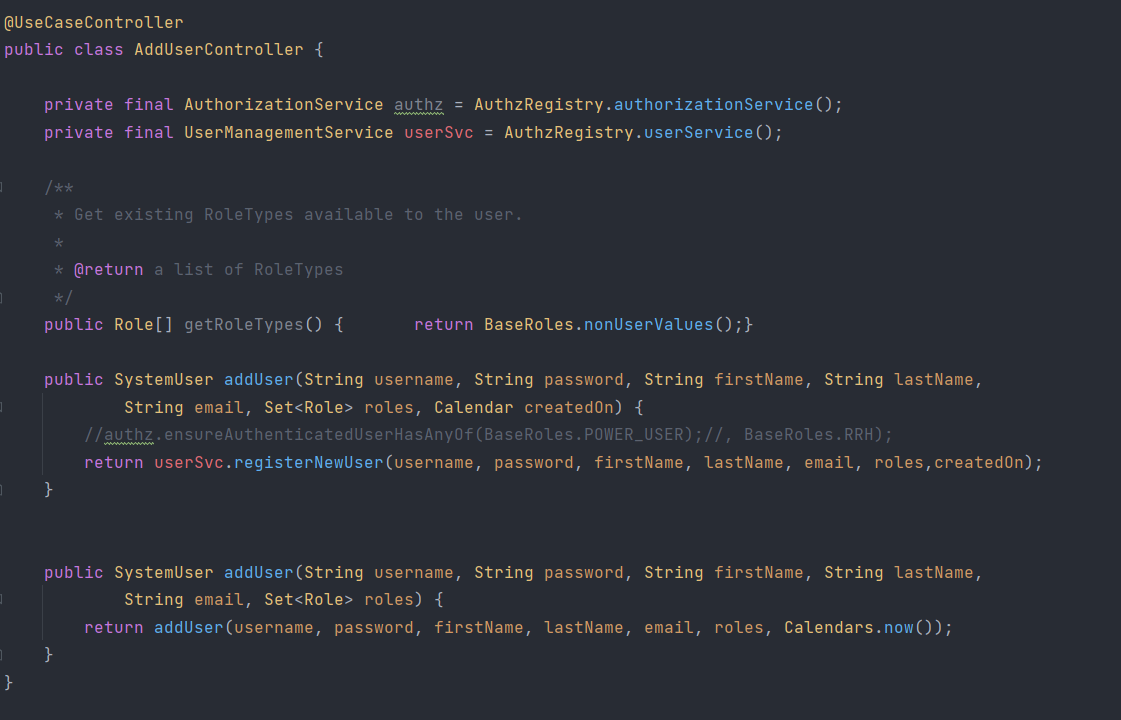 @UseCaseController
public class AddUserController {
private final AuthorizationService authz = AuthzRegistry.authorizationService();
private final UserManagementService userSvc = AuthzRegistry.userService();
/**
* Get existing RoleTypes available to the user.
*
* @return a list of RoleTypes
*/
public Role[] getRoleTypes() {       return BaseRoles.nonUserValues();}
public SystemUser addUser(String username, String password, String firstName, String lastName,
String email, Set<Role> roles, Calendar createdOn) {
//authz.ensureAuthenticatedUserHasAnyOf(BaseRoles.POWER_USER);//, BaseRoles.RRH);
return userSvc.registerNewUser(username, password, firstName, lastName, email, roles,createdOn);
}
public SystemUser addUser(String username, String password, String firstName, String lastName,
String email, Set<Role> roles) {
return addUser(username, password, firstName, lastName, email, roles, Calendars.now());
}
}